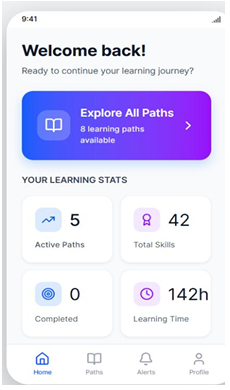 9:41
Welcome back!
Ready to continue your learning journey?
Explore All Paths
8 learning paths
available
YOUR LEARNING STATS
5
Active Paths
42
Total Skills
0
Completed
142h
Learning Time
Home
Paths
Alerts
Profile